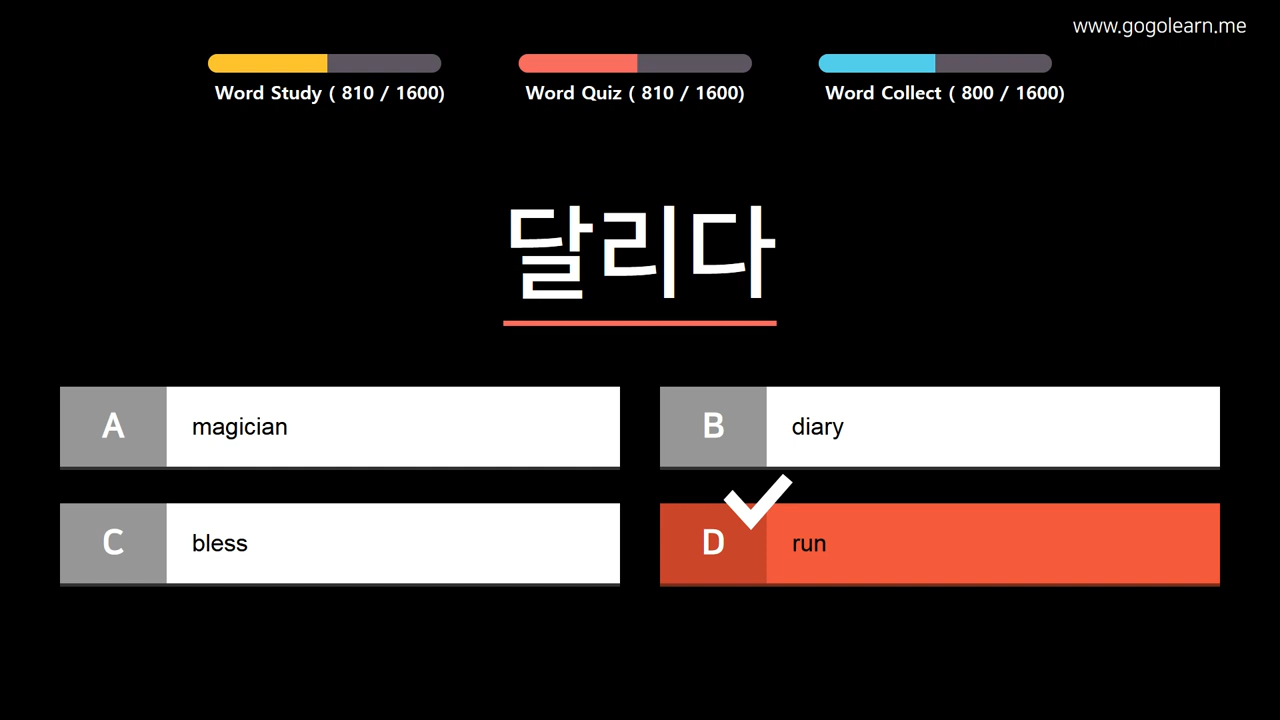 www.gogolearn.me
Word Study ( 810 / 1600)
Word Quiz ( 810 / 1600)
Word Collect ( 800 / 1600)
달리다
A magician
B diary
C bless
D run